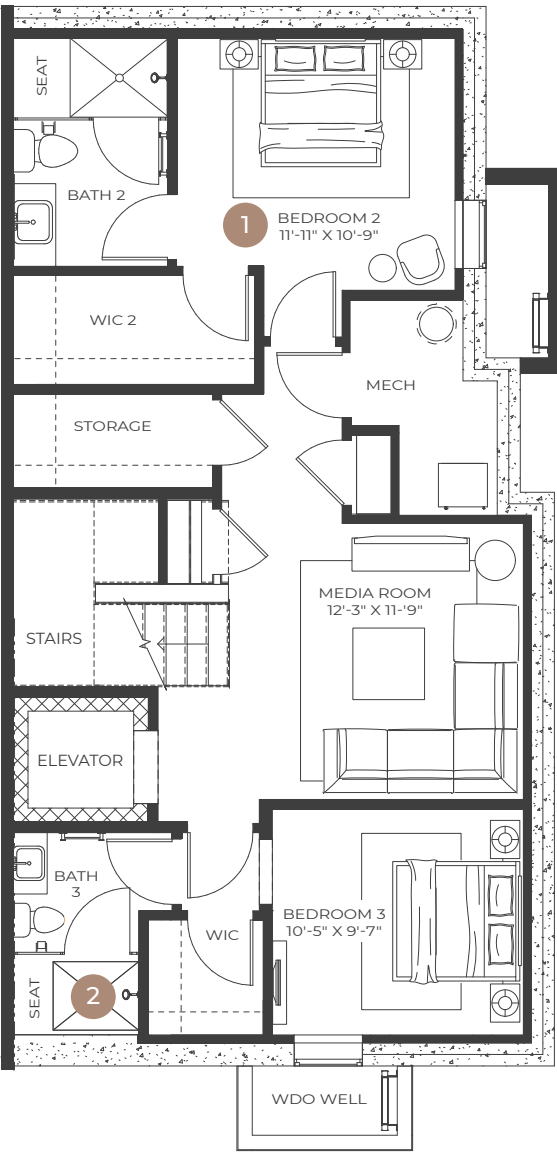 SEAT
BATH 2
1
BEDROOM 2
11'-11" X 10'-9"
WIC 2
MECH
STORAGE
MEDIA ROOM
12'-3" X 11-'9"
STAIRS
ELEVATOR
BATH
3
WIC
BEDROOM 3
10'-5" X 9'-7"
SEAT
2
WDO WELL